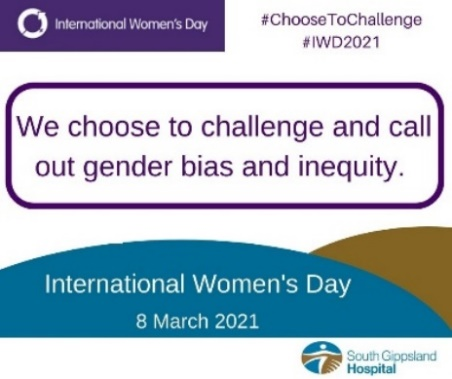 International Women's Day
#ChooseToChallenge
#IWD2021
We choose to challenge and call
out gender bias and inequity.
International Women's Day
8 March 2021
South Gippsland
Hospital